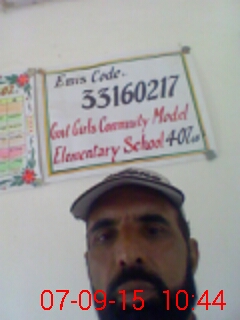 Emis Code:-
33160217
Govt Girls Community Model
Elementary School 407
07-09-15 10:44